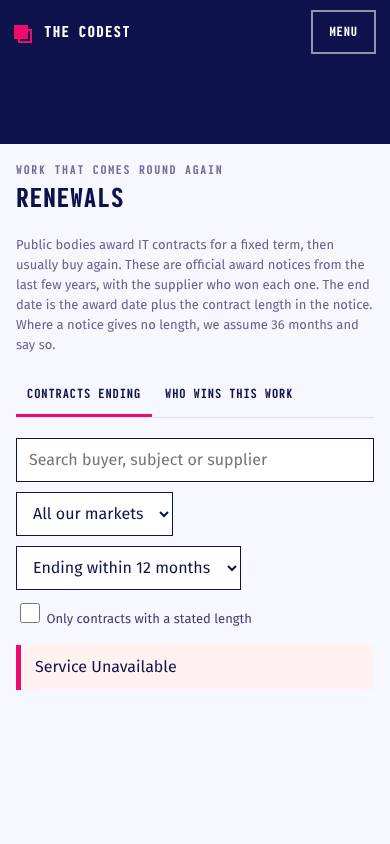 THE CODEST
MENU
WORK THAT COMES ROUND AGAIN
RENEWALS
Public bodies award IT contracts for a fixed term, then
usually buy again. These are official award notices from the
last few years, with the supplier who won each one. The end
date is the award date plus the contract length in the notice.
Where a notice gives no length, we assume 36 months and
say so.
CONTRACTS ENDING
WHO WINS THIS WORK
Search buyer, subject or supplier
All our markets
Ending within 12 months
Only contracts with a stated length
Service Unavailable